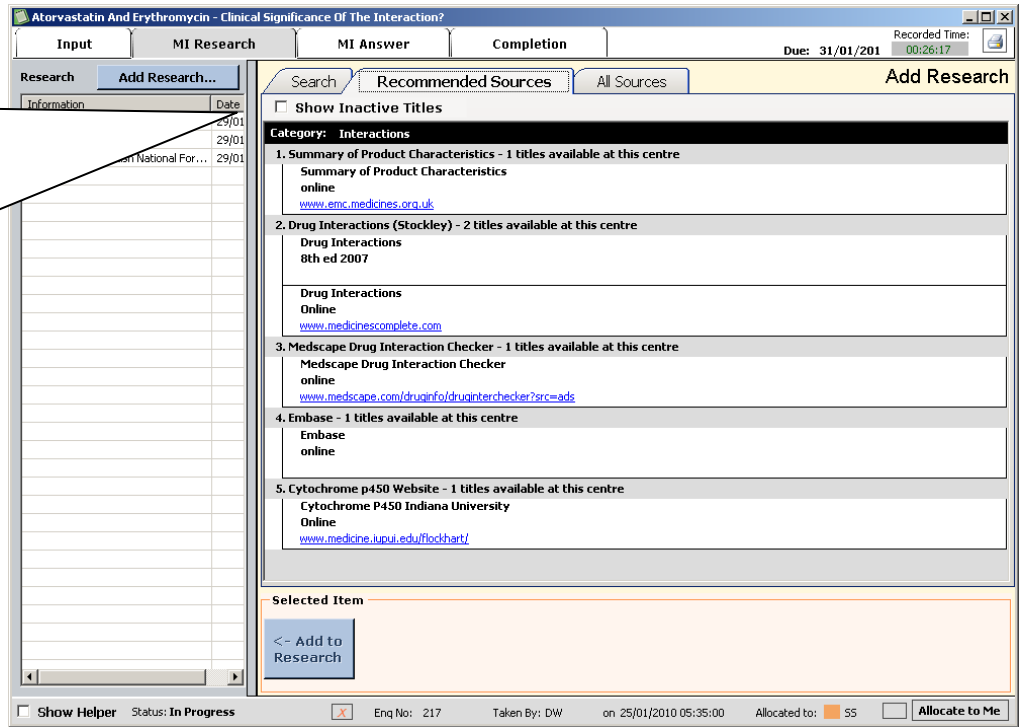 Atorvastatin And Erythromycin - Clinical Significance Of The Interaction?
Input MI Research MI Answer Completion
Due: 31/01/201 Recorded Time: 00:26:17
Research Add Research...
Search Recommended Sources All Sources Add Research
Information Date
Show Inactive Titles
29/01
29/01
National For... 29/01
Category: Interactions
1. Summary of Product Characteristics - 1 titles available at this centre
Summary of Product Characteristics
online
www.emc.medicines.org.uk
2. Drug Interactions (Stockley) - 2 titles available at this centre
Drug Interactions
8th ed 2007
Drug Interactions
Online
www.medicinescomplete.com
3. Medscape Drug Interaction Checker - 1 titles available at this centre
Medscape Drug Interaction Checker
online
www.medscape.com/druginfo/druginterchecker?src=ads
4. Embase - 1 titles available at this centre
Embase
online
5. Cytochrome p450 Website - 1 titles available at this centre
Cytochrome P450 Indiana University
Online
www.medicine.iupui.edu/flockhart/
Selected Item
<- Add to
Research
Show Helper Status: In Progress X Enq No: 217 Taken By: DW on 25/01/2010 05:35:00 Allocated to: SS Allocate to Me